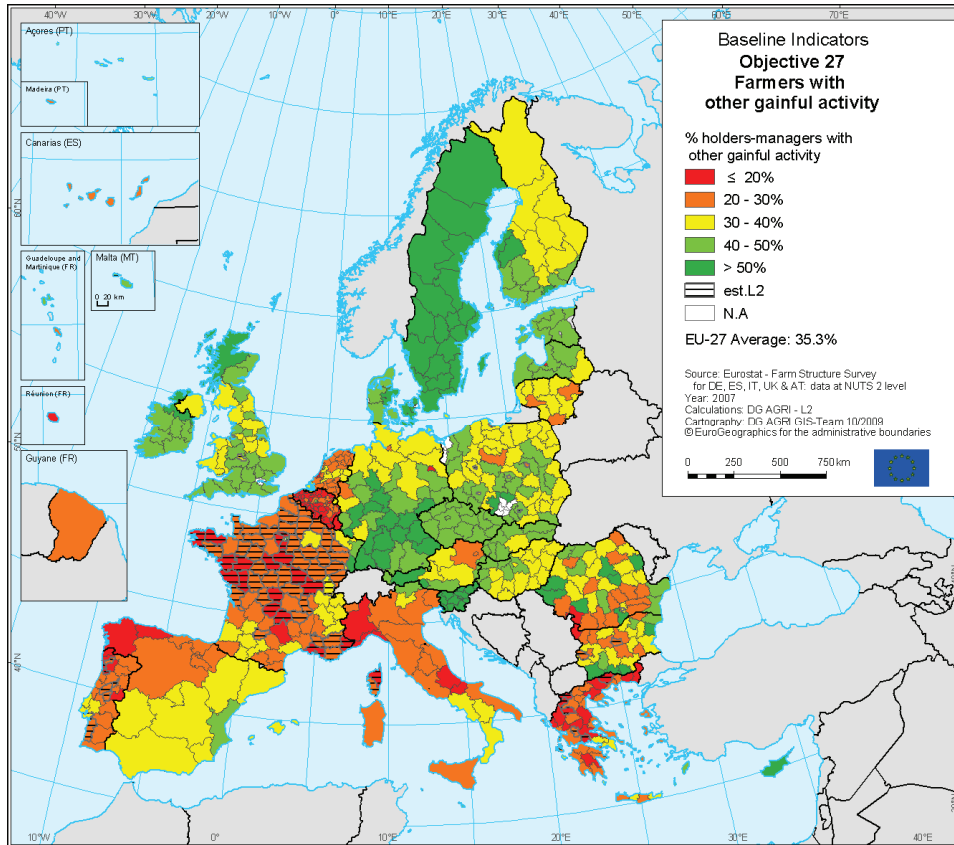 40°W
30°W
20°W
10°W
0°
10°E
20°E
30°E
40°E
50°E
60°E
70°E
Açores (PT)
Madeira (PT)
Canarias (ES)
Guadeloupe and
Martinique (FR)
Malta (MT)
0 20 km
Réunion (FR)
Guyane (FR)
60°N
50°N
40°N
Baseline Indicators
Objective 27
Farmers with
other gainful activity
% holders-managers with
other gainful activity
≤ 20%
20 - 30%
30 - 40%
40 - 50%
> 50%
est.L2
N.A
EU-27 Average: 35.3%
Source: Eurostat - Farm Structure Survey
for DE, ES, IT, UK & AT: data at NUTS 2 level
Year: 2007
Calculations: DG AGRI - L2
Cartography: DG AGRI GIS-Team 10/2009
© EuroGeographics for the administrative boundaries
0 250 500 750 km
60°N
50°N
40°N
10°W
0°
10°E
20°E
30°E
40°E